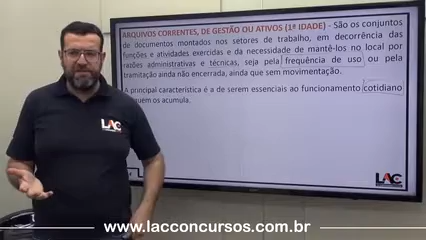 ARQUIVOS CORRENTES, DE GESTÃO OU ATIVOS (1ª IDADE) - São os conjuntos
de documentos montados nos setores de trabalho, em decorrência das
funções e atividades exercidas e da necessidade de mantê-los no local por
razões administrativas e técnicas, seja pela frequência de uso ou pela
tramitação ainda não encerrada, ainda que sem movimentação.
A principal característica é a de serem essenciais ao funcionamento cotidiano
uem os acumula.
LAC
LAC
www.lacconcursos.com.br